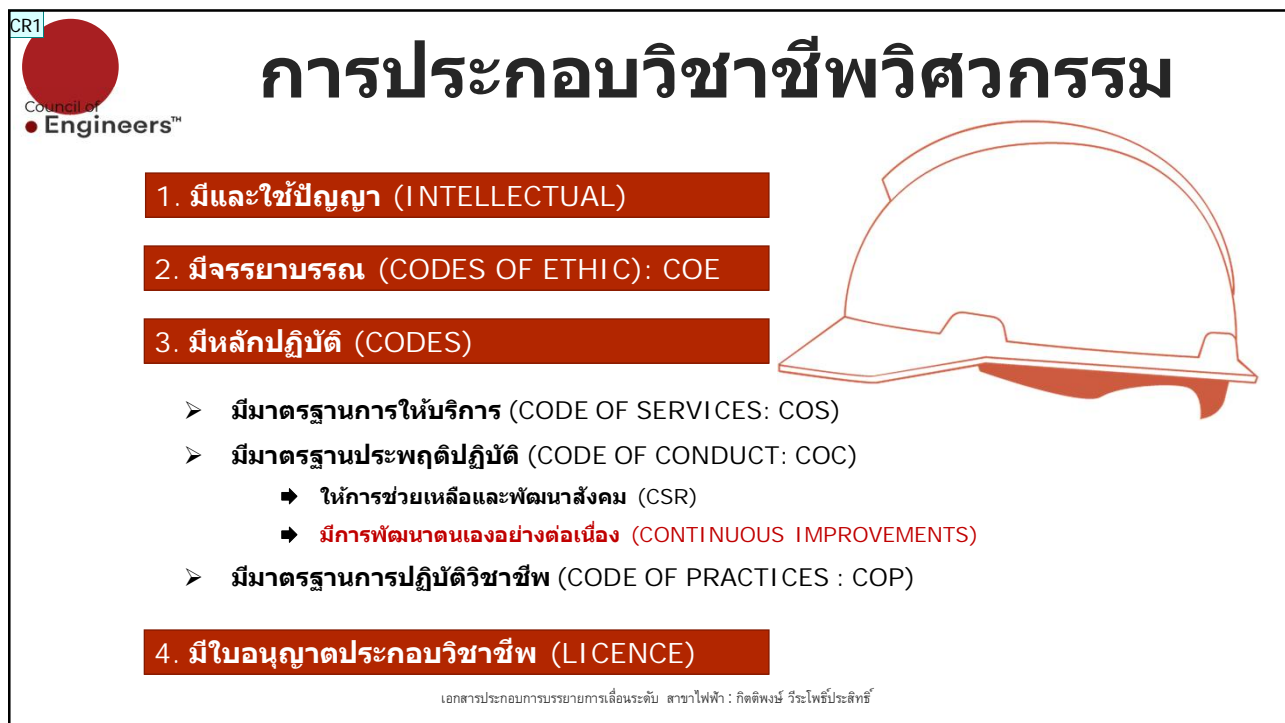 CR1
Council of
Engineers™
การประกอบวิชาชีพวิศวกรรม
1. มีและใช้ปัญญา (INTELLECTUAL)
2. มีจรรยาบรรณ (CODES OF ETHIC): COE
3. มีหลักปฏิบัติ (CODES)
➢ มีมาตรฐานการให้บริการ (CODE OF SERVICES: COS)
➢ มีมาตรฐานประพฤติปฏิบัติ (CODE OF CONDUCT: COC)
➡ ให้การช่วยเหลือและพัฒนาสังคม (CSR)
➡ มีการพัฒนาตนเองอย่างต่อเนื่อง (CONTINUOUS IMPROVEMENTS)
➢ มีมาตรฐานการปฏิบัติวิชาชีพ (CODE OF PRACTICES : COP)
4. มีใบอนุญาตประกอบวิชาชีพ (LICENCE)
เอกสารประกอบการบรรยายการเลื่อนระดับ สาขาไฟฟ้า : กิตติพงษ์ วีระโพธิ์ประสิทธิ์